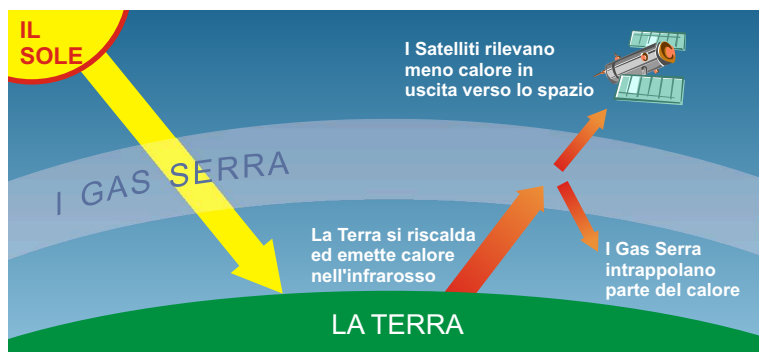 IL
SOLE
I Satelliti rilevano
meno calore in
uscita verso lo spazio
I GAS SERRA
La Terra si riscalda
ed emette calore
nell'infrarosso
I Gas Serra
intrappolano
parte del calore
LA TERRA